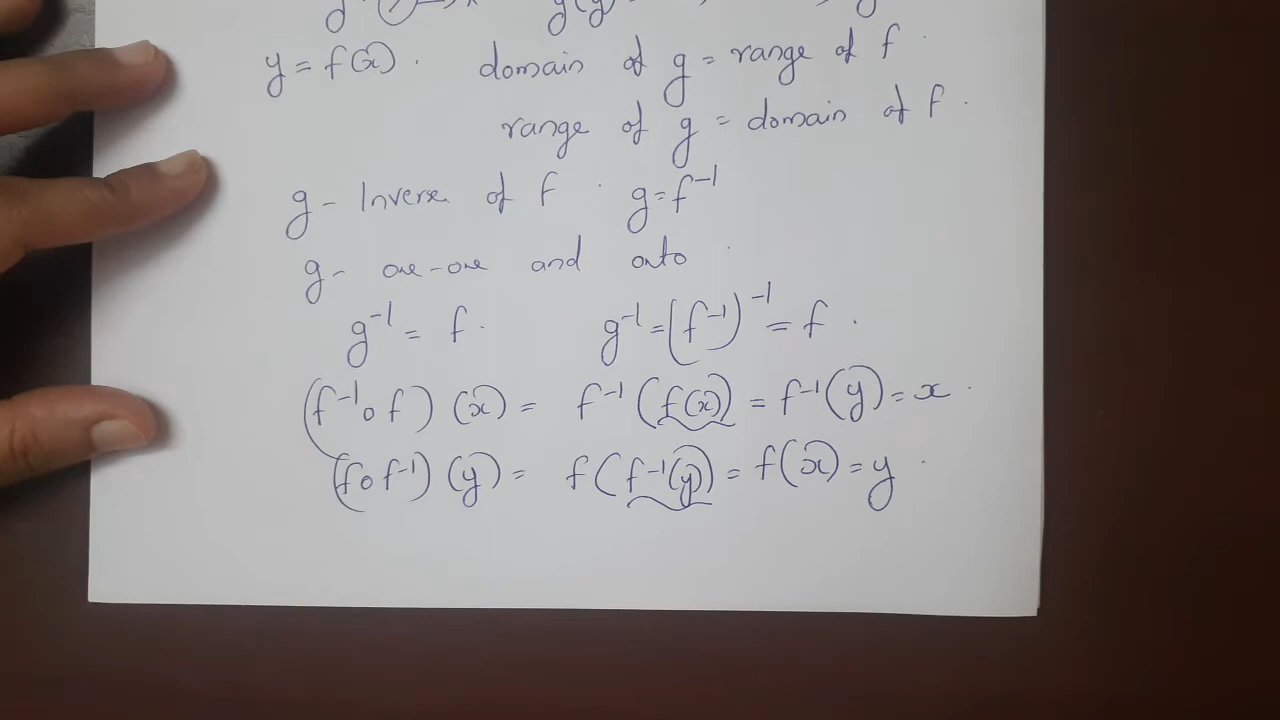 g(y)
y = f(x) . domain of g = range of f .
range of g = domain of f .
g - Inverse of f . g = f⁻¹
g - one-one and onto .
g⁻¹ = f . g⁻¹ = (f⁻¹)⁻¹ = f .
(f⁻¹ o f) (x) = f⁻¹ (f(x)) = f⁻¹(y) = x .
(f o f⁻¹) (y) = f (f⁻¹(y)) = f(x) = y .